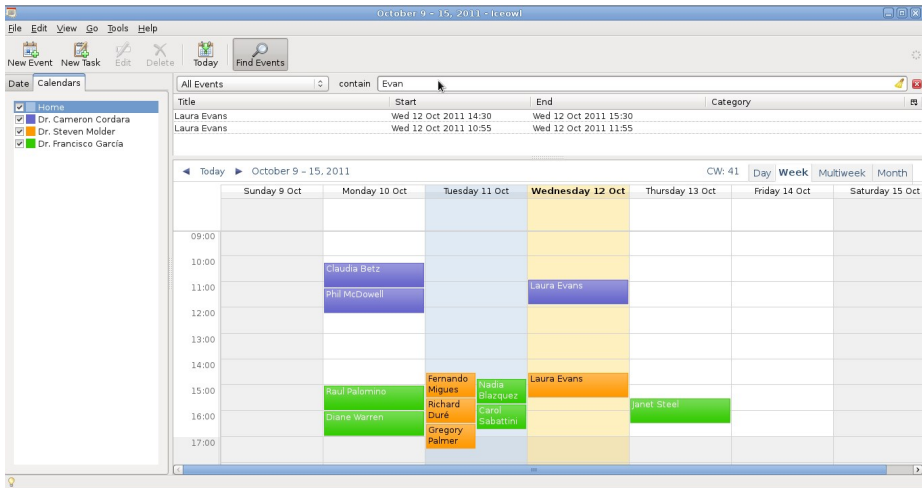 October 9 – 15, 2011 - Iceowl
File Edit View Go Tools Help
New Event New Task Edit Delete Today Find Events
Date Calendars
All Events contain Evan
Home
Dr. Cameron Cordara
Dr. Steven Molder
Dr. Francisco García
Title Start End Category
Laura Evans Wed 12 Oct 2011 14:30 Wed 12 Oct 2011 15:30
Laura Evans Wed 12 Oct 2011 10:55 Wed 12 Oct 2011 11:55
Today October 9 – 15, 2011 CW: 41 Day Week Multiweek Month
Sunday 9 Oct Monday 10 Oct Tuesday 11 Oct Wednesday 12 Oct Thursday 13 Oct Friday 14 Oct Saturday 15 Oct
09:00
10:00
Claudia Betz
11:00
Laura Evans
Phil McDowell
12:00
13:00
14:00
Fernando
Migues
Nadia
Blazquez
Laura Evans
15:00
Raul Palomino
Richard
Duré
Carol
Sabattini
Janet Steel
16:00
Diane Warren
Gregory
Palmer
17:00